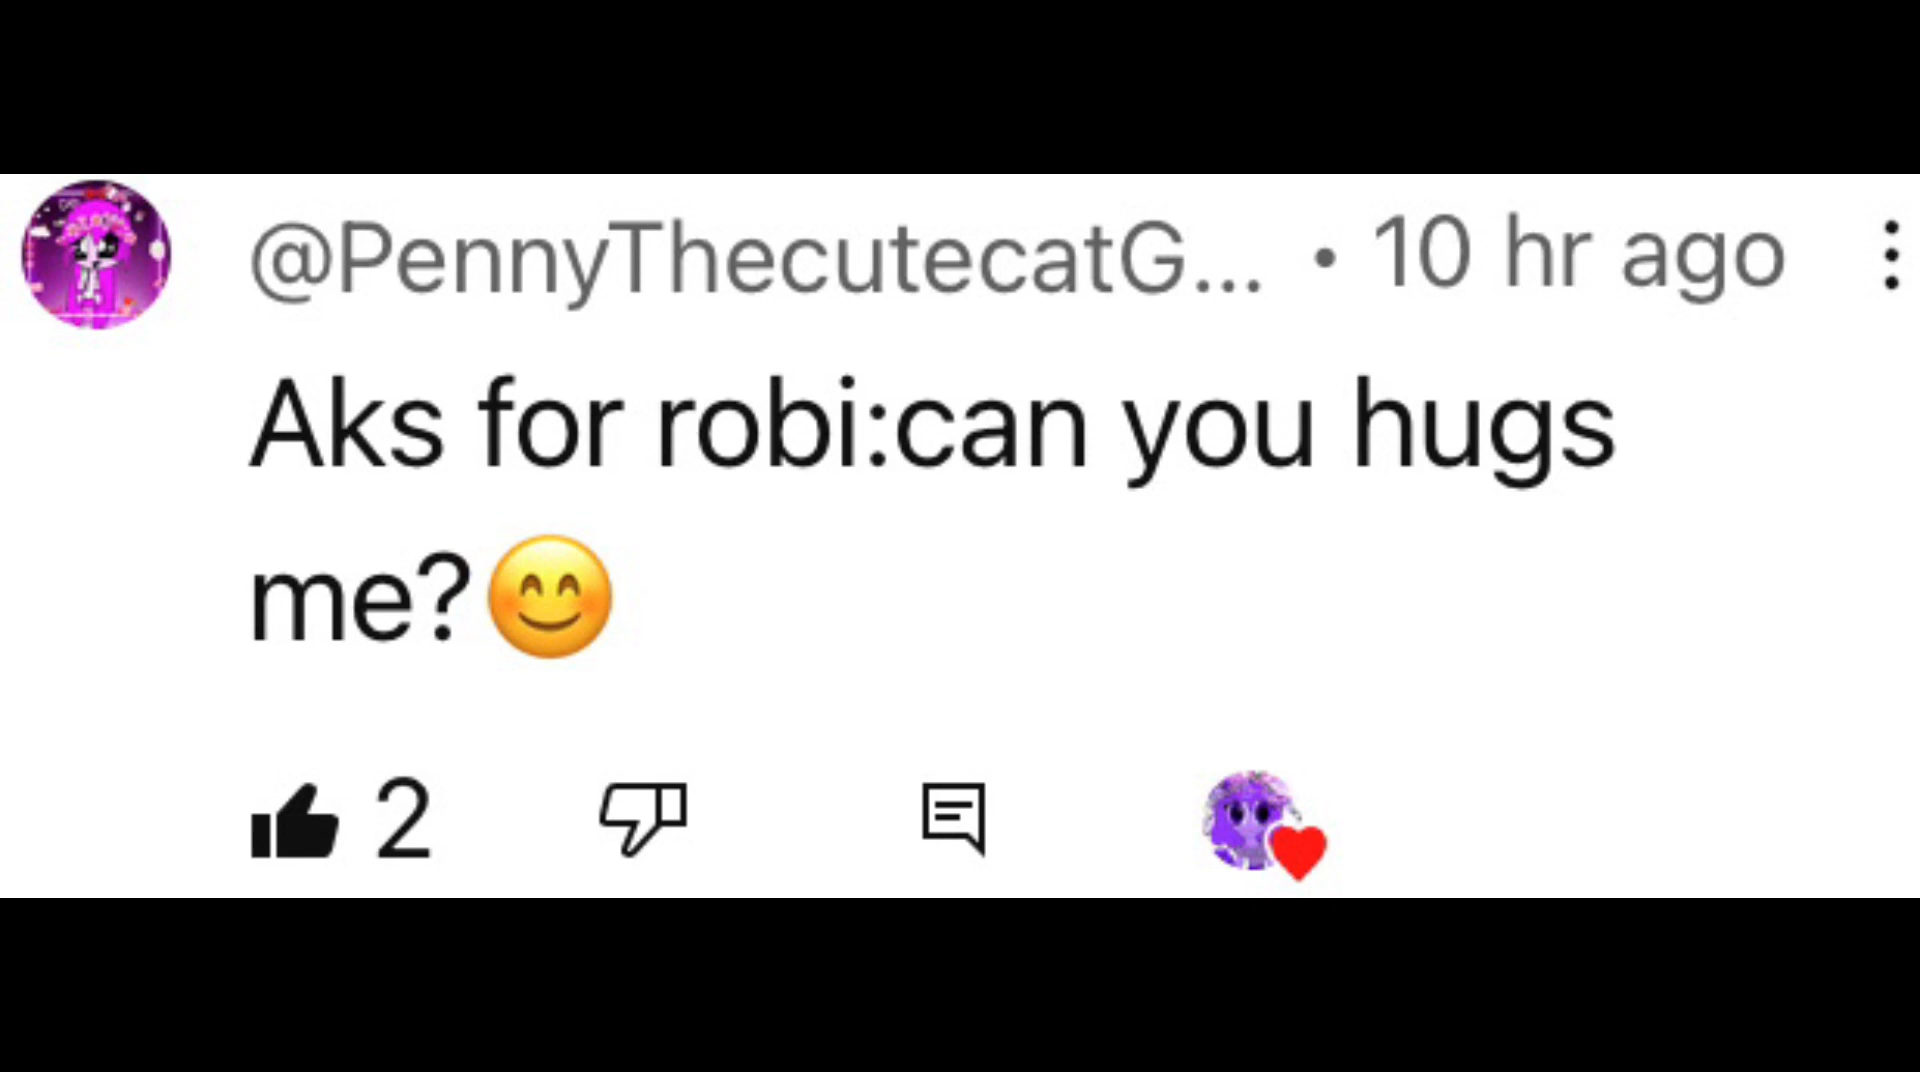 @PennyThecutecatG... • 10 hr ago
Aks for robi:can you hugs
me?😊
2